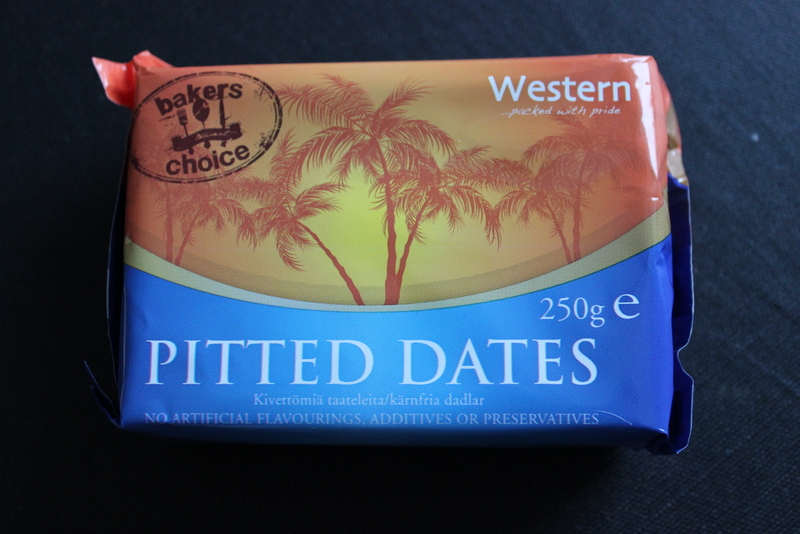 bakers
choice
Western
...packed with pride
250g e
PITTED DATES
Kivettömiä taateleita/kärnfria dadlar
NO ARTIFICIAL FLAVOURINGS, ADDITIVES OR PRESERVATIVES